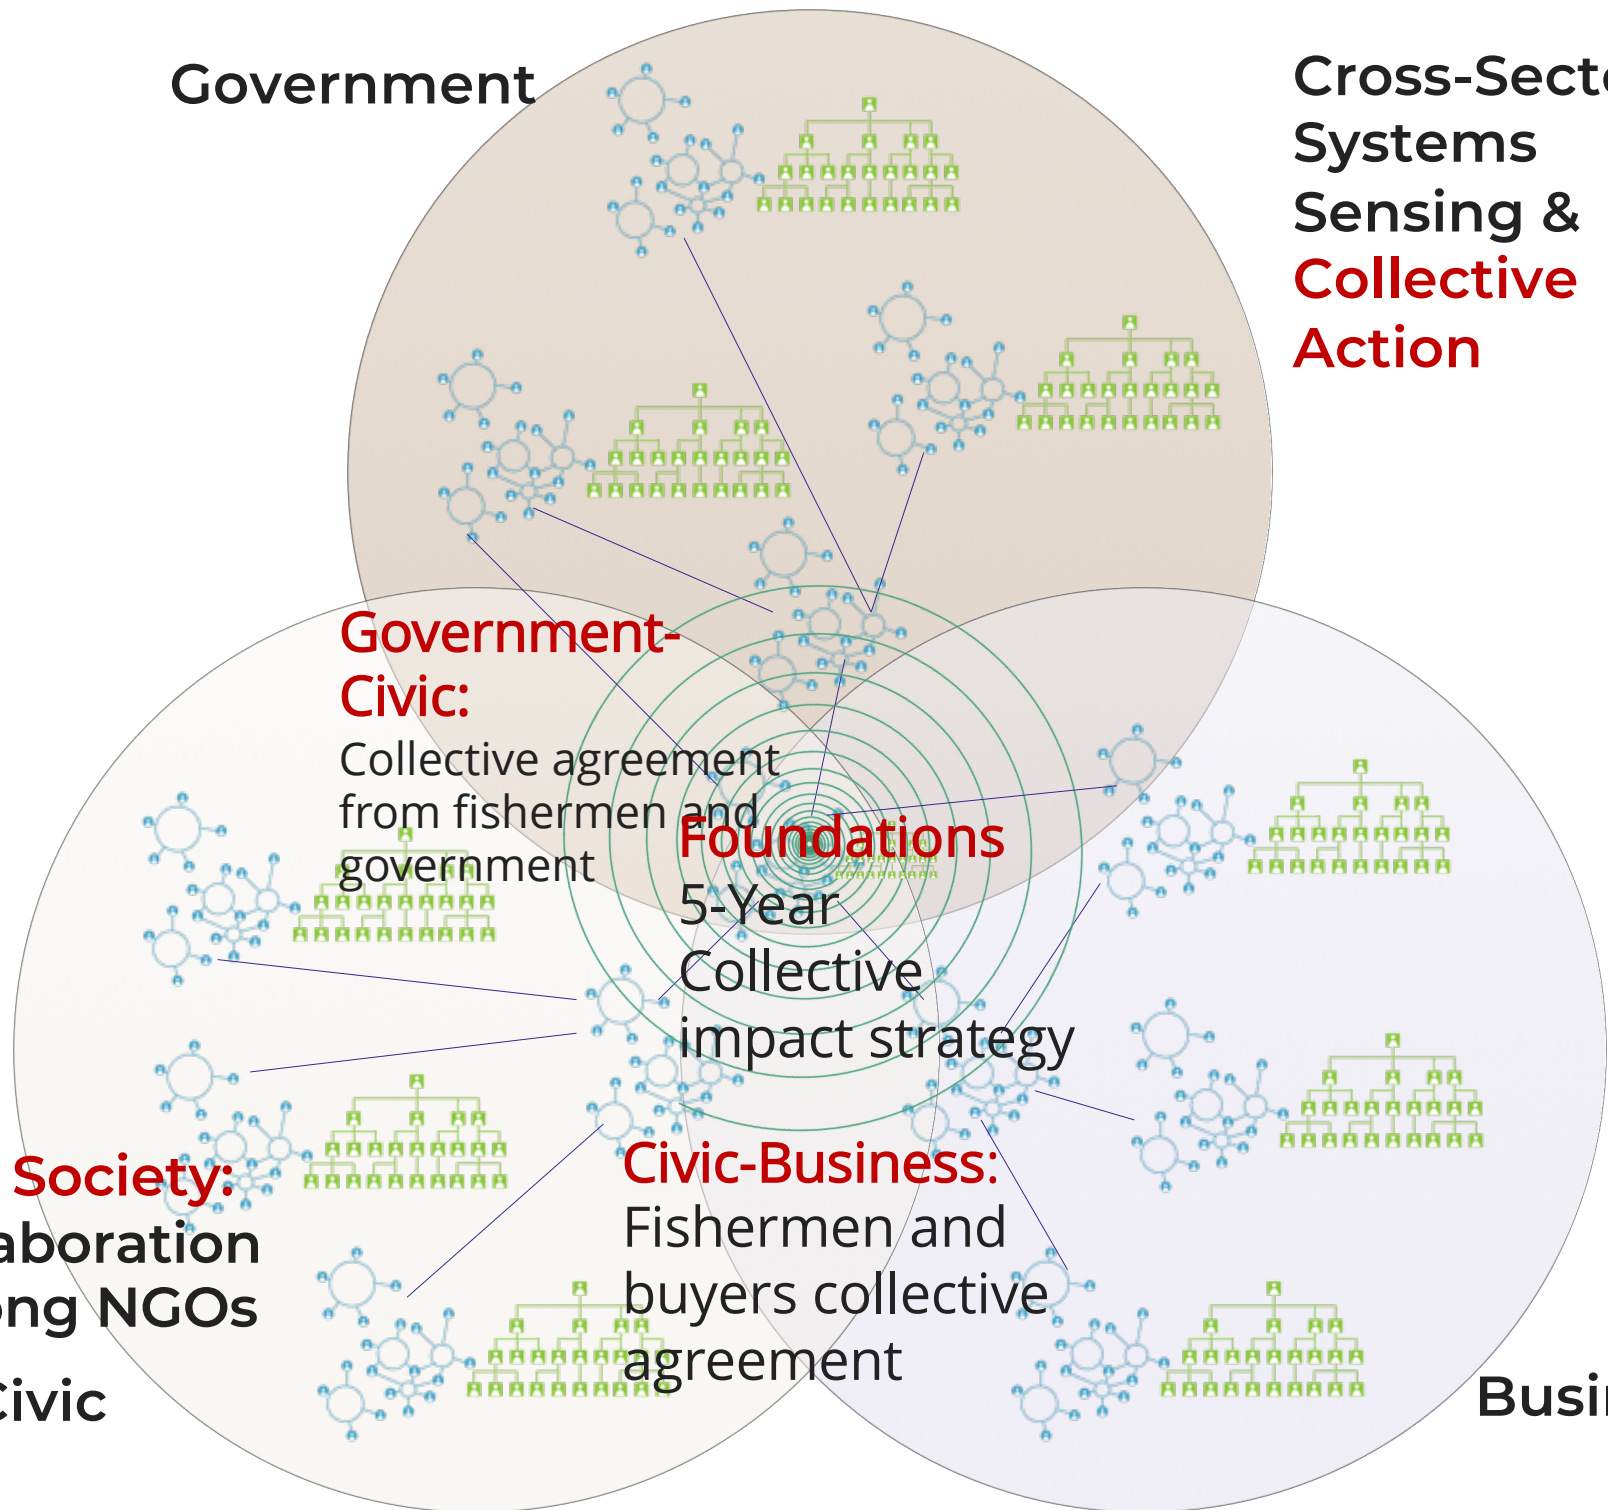 Government
Cross-Secto
Systems
Sensing &
Collective
Action
Government-
Civic:
Collective agreement
from fishermen and
government
Foundations
5-Year
Collective
impact strategy
Society:
aboration
ong NGOs
Civic
Civic-Business:
Fishermen and
buyers collective
agreement
Busin